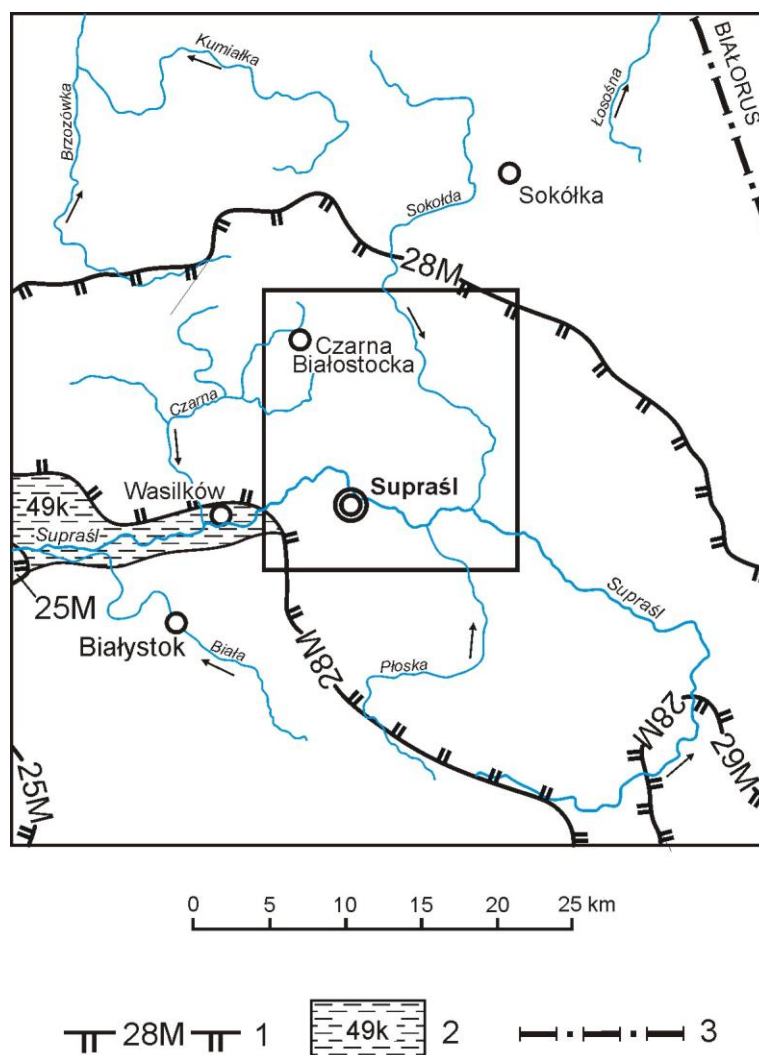 Kumiałka
Brzozówka
Łosośna
BIAŁORUŚ
Sokółka
Sokołda
28M
Czarna
Białostocka
Czarna
Wasilków
Supraśl
49k
Supraśl
25M
Supraśl
Białystok
Biała
Płoska
28M
28M
29M
25M
0 5 10 15 20 25 km
28M 1
49k 2
3